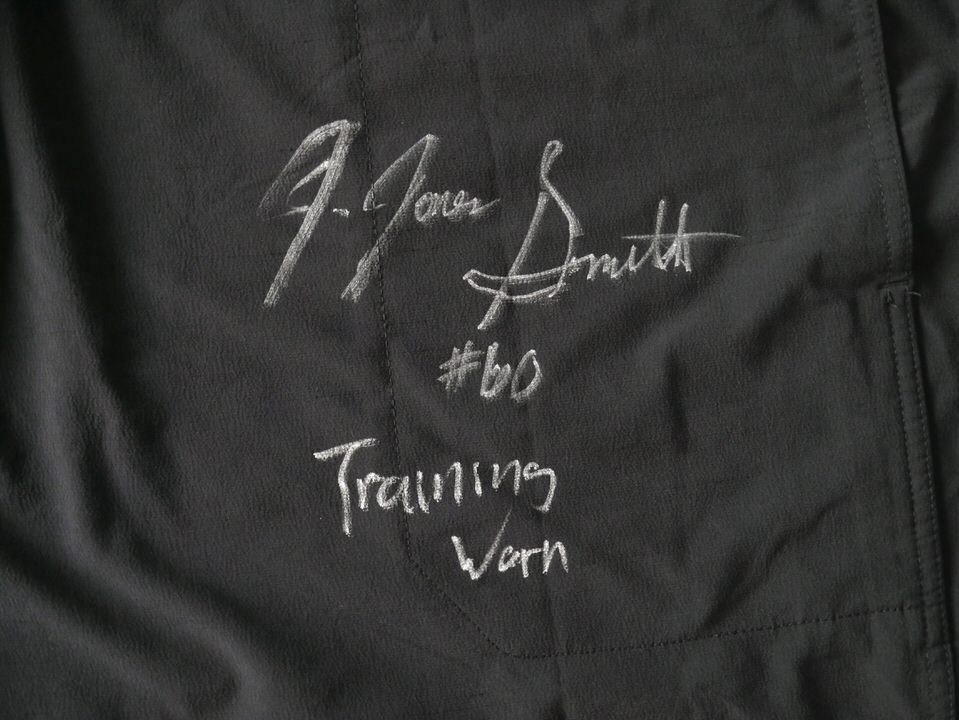 J. Jones Smith
#60
Training
Worn